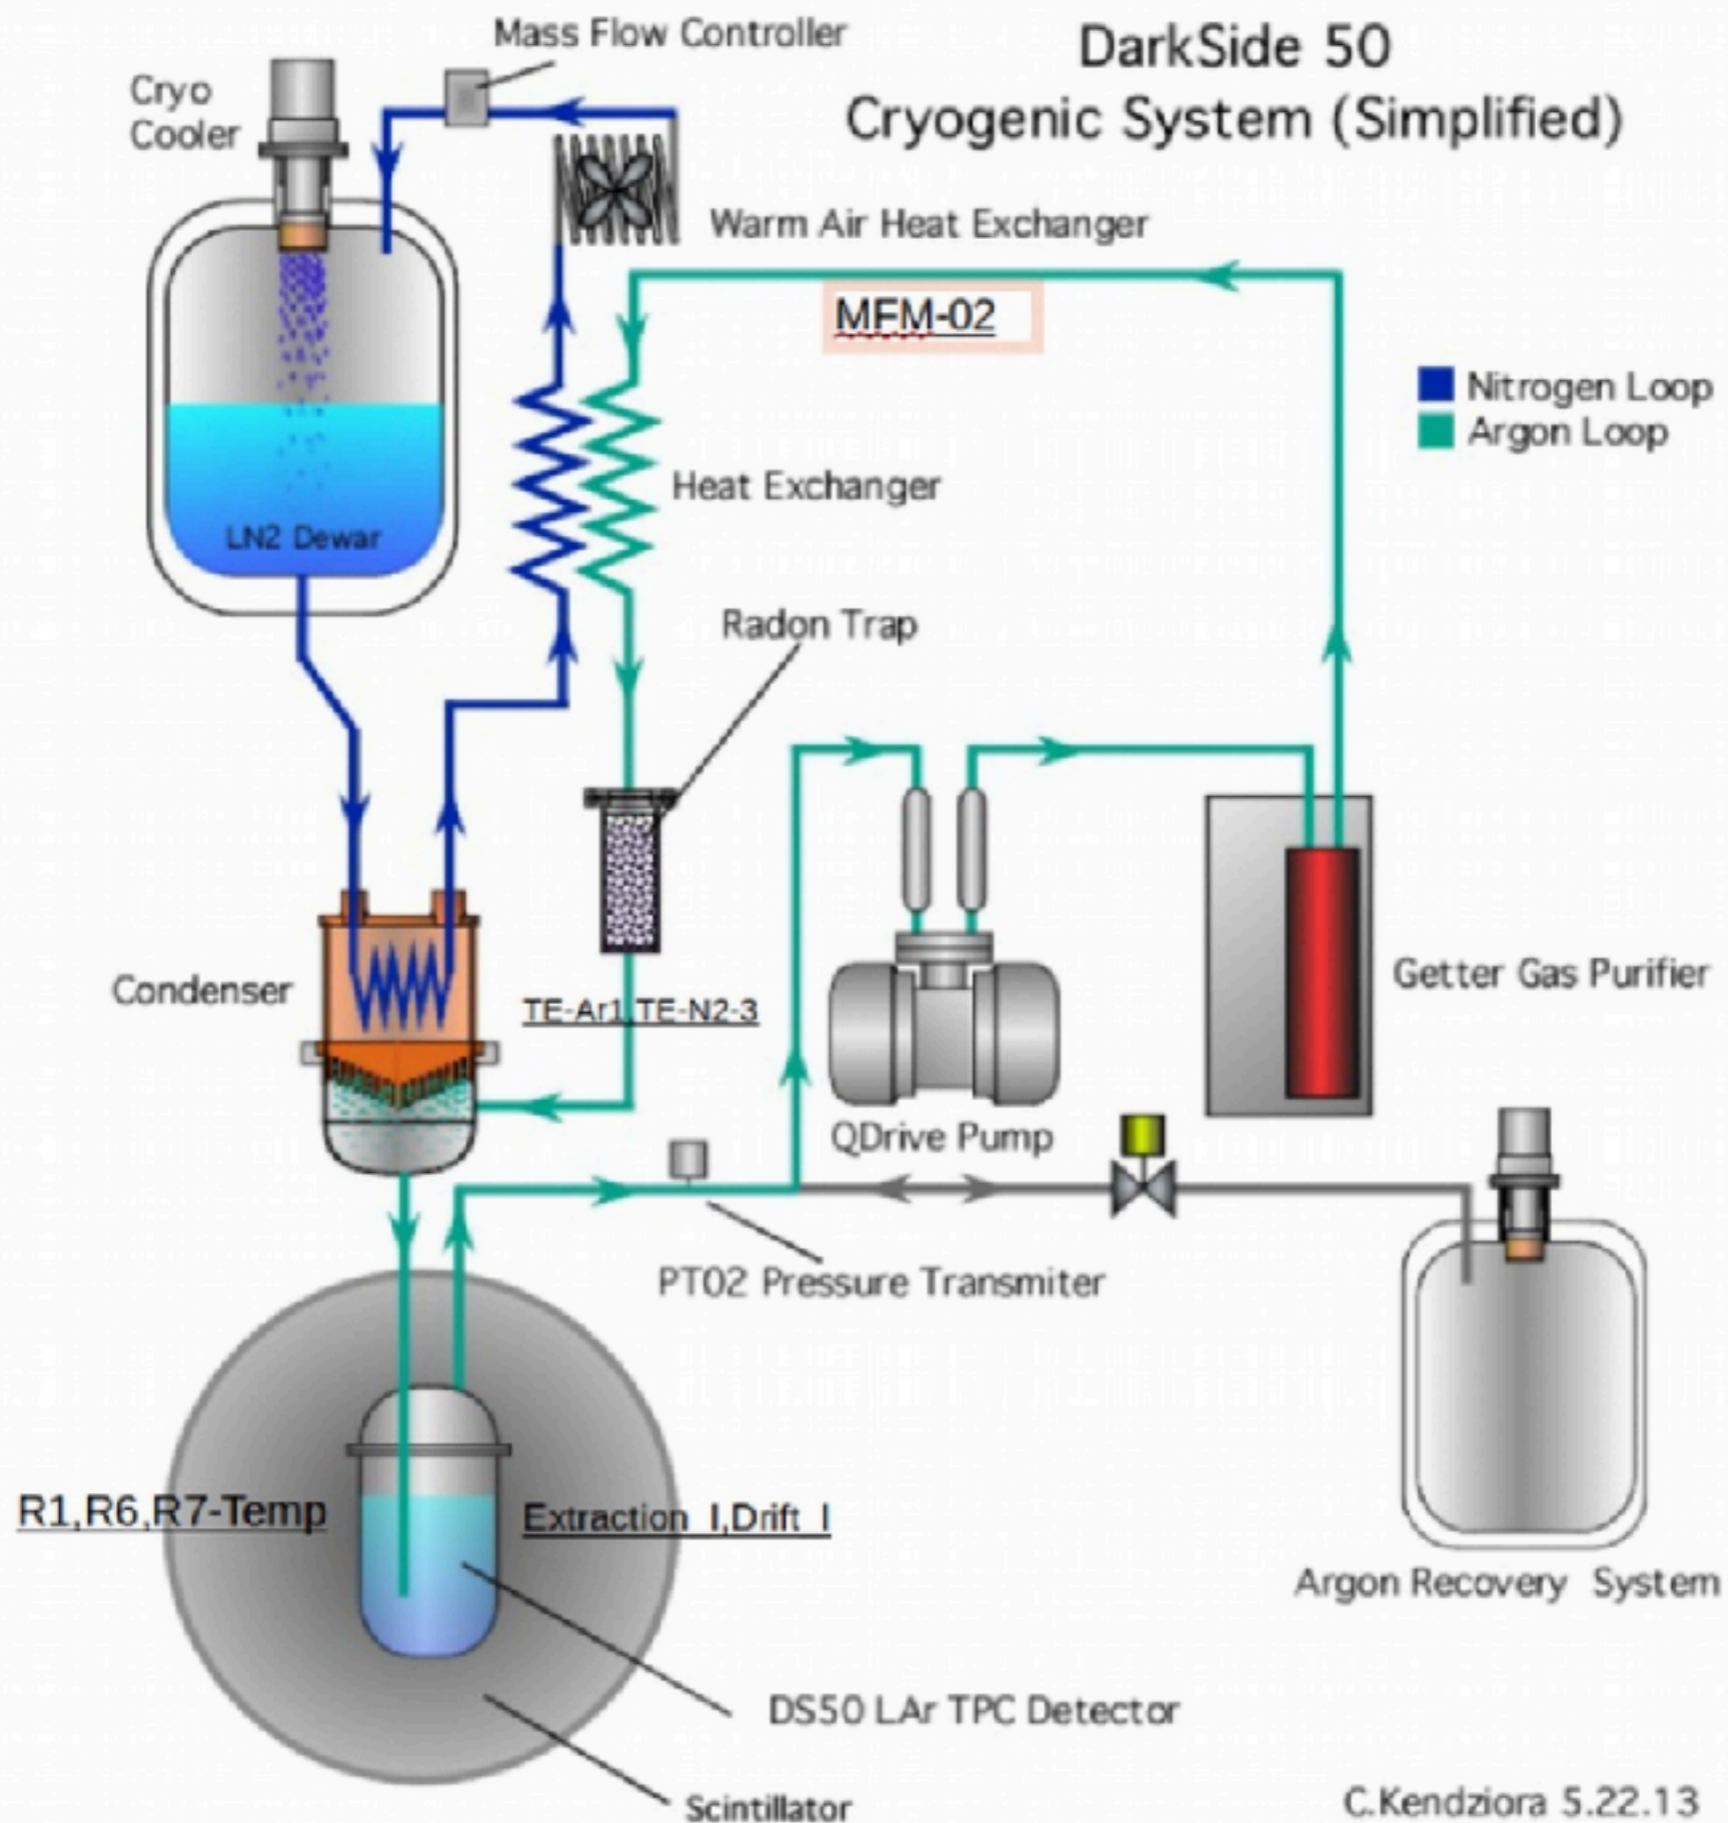 Mass Flow Controller
DarkSide 50
Cryogenic System (Simplified)
Cryo
Cooler
Warm Air Heat Exchanger
MFM-02
Nitrogen Loop
Argon Loop
Heat Exchanger
LN2 Dewar
Radon Trap
Condenser
TE-Ar1,TE-N2-3
Getter Gas Purifier
QDrive Pump
PT02 Pressure Transmiter
R1,R6,R7-Temp
Extraction_I,Drift_I
Argon Recovery System
DS50 LAr TPC Detector
Scintillator
C.Kendziora 5.22.13